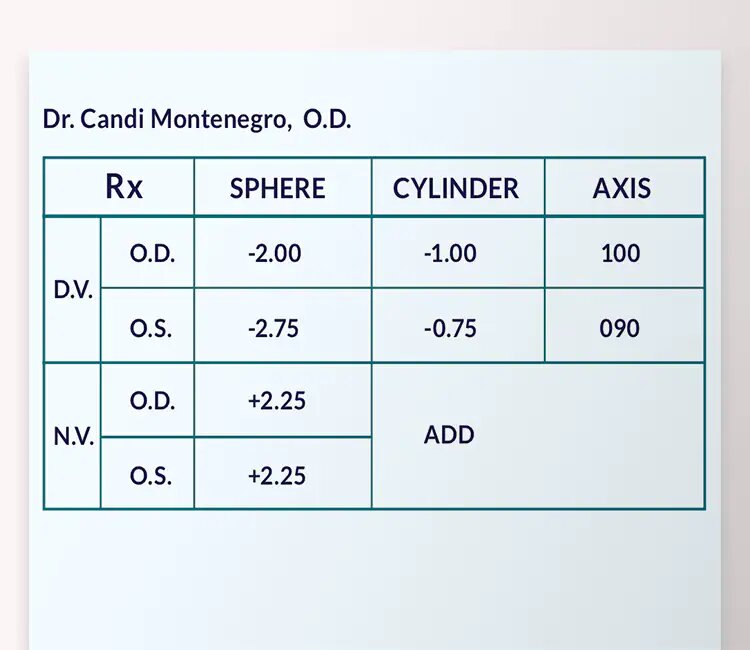 Dr. Candi Montenegro, O.D.
Rx SPHERE CYLINDER AXIS
D.V. O.D. -2.00 -1.00 100
O.S. -2.75 -0.75 090
N.V. O.D. +2.25 ADD
O.S. +2.25